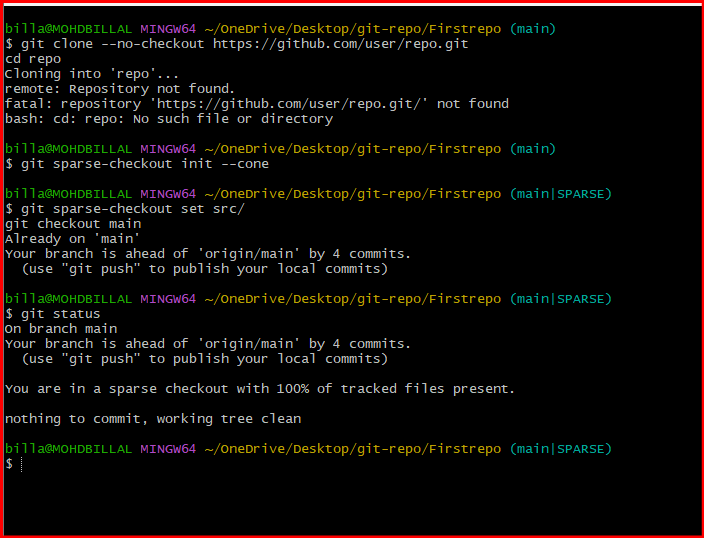 billa@MOHDBILLAL MINGW64 ~/OneDrive/Desktop/git-repo/Firstrepo (main)
$ git clone --no-checkout https://github.com/user/repo.git
cd repo
Cloning into 'repo'...
remote: Repository not found.
fatal: repository 'https://github.com/user/repo.git/' not found
bash: cd: repo: No such file or directory
billa@MOHDBILLAL MINGW64 ~/OneDrive/Desktop/git-repo/Firstrepo (main)
$ git sparse-checkout init --cone
billa@MOHDBILLAL MINGW64 ~/OneDrive/Desktop/git-repo/Firstrepo (main|SPARSE)
$ git sparse-checkout set src/
git checkout main
Already on 'main'
Your branch is ahead of 'origin/main' by 4 commits.
  (use "git push" to publish your local commits)
billa@MOHDBILLAL MINGW64 ~/OneDrive/Desktop/git-repo/Firstrepo (main|SPARSE)
$ git status
On branch main
Your branch is ahead of 'origin/main' by 4 commits.
  (use "git push" to publish your local commits)
You are in a sparse checkout with 100% of tracked files present.
nothing to commit, working tree clean
billa@MOHDBILLAL MINGW64 ~/OneDrive/Desktop/git-repo/Firstrepo (main|SPARSE)
$